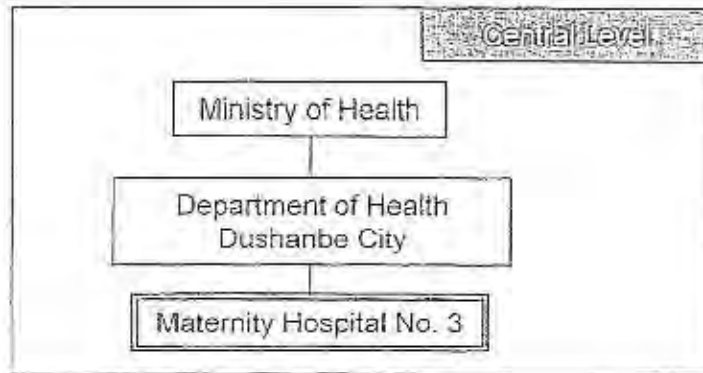 Central Level
Ministry of Health
Department of Health
Dushanbe City
Maternity Hospital No. 3